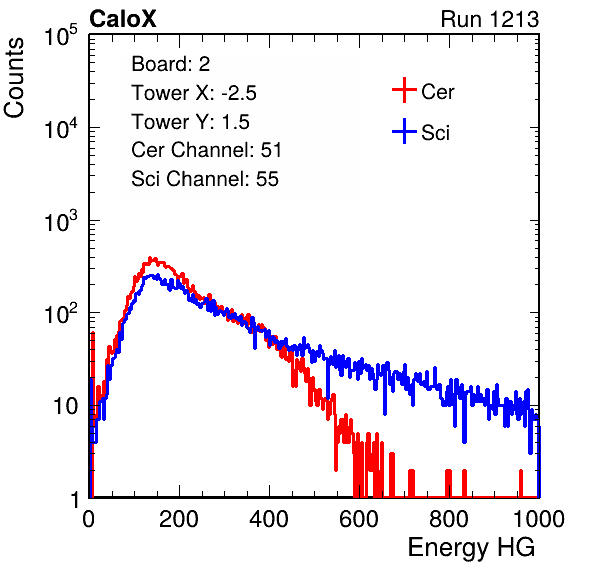 CaloX Run 1213
Counts
10^5
10^4
10^3
10^2
10
1
Board: 2
Tower X: -2.5
Tower Y: 1.5
Cer Channel: 51
Sci Channel: 55
Cer
Sci
0 200 400 600 800 1000
Energy HG